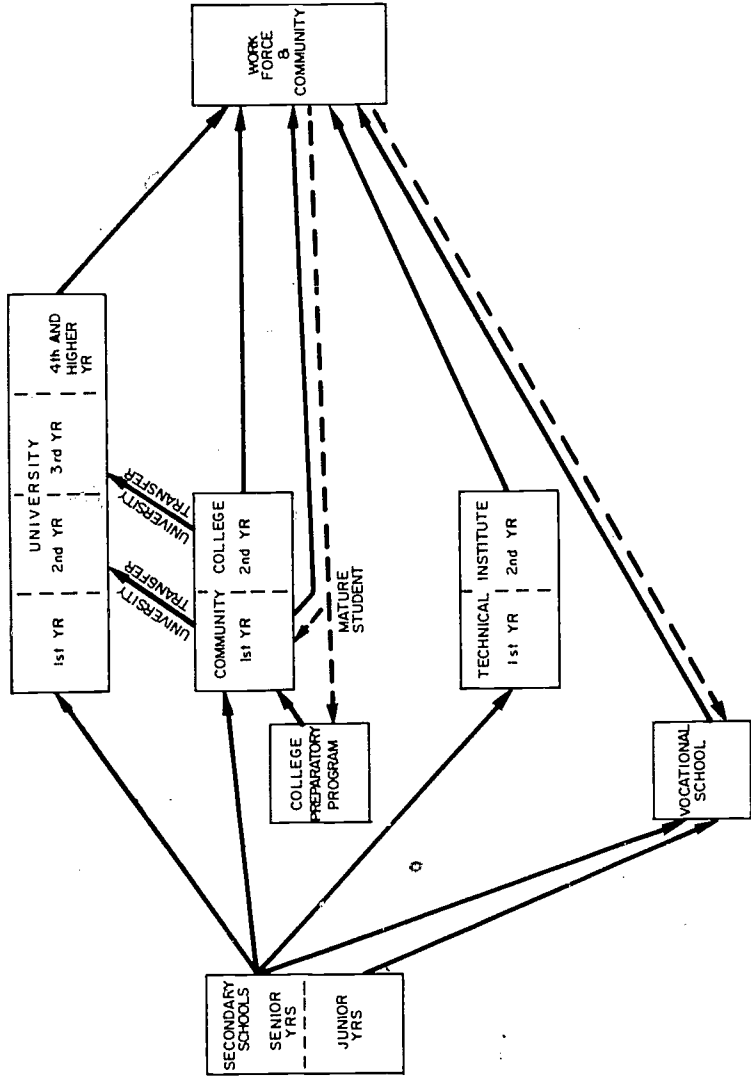 SECONDARY
SCHOOLS
SENIOR
YRS
JUNIOR
YRS
UNIVERSITY
1st YR
2nd YR
3rd YR
4th AND
HIGHER
YR
UNIVERSITY
TRANSFER
UNIVERSITY
TRANSFER
COMMUNITY COLLEGE
1st YR
2nd YR
COLLEGE
PREPARATORY
PROGRAM
MATURE
STUDENT
TECHNICAL INSTITUTE
1st YR
2nd YR
VOCATIONAL
SCHOOL
WORK
FORCE
&
COMMUNITY